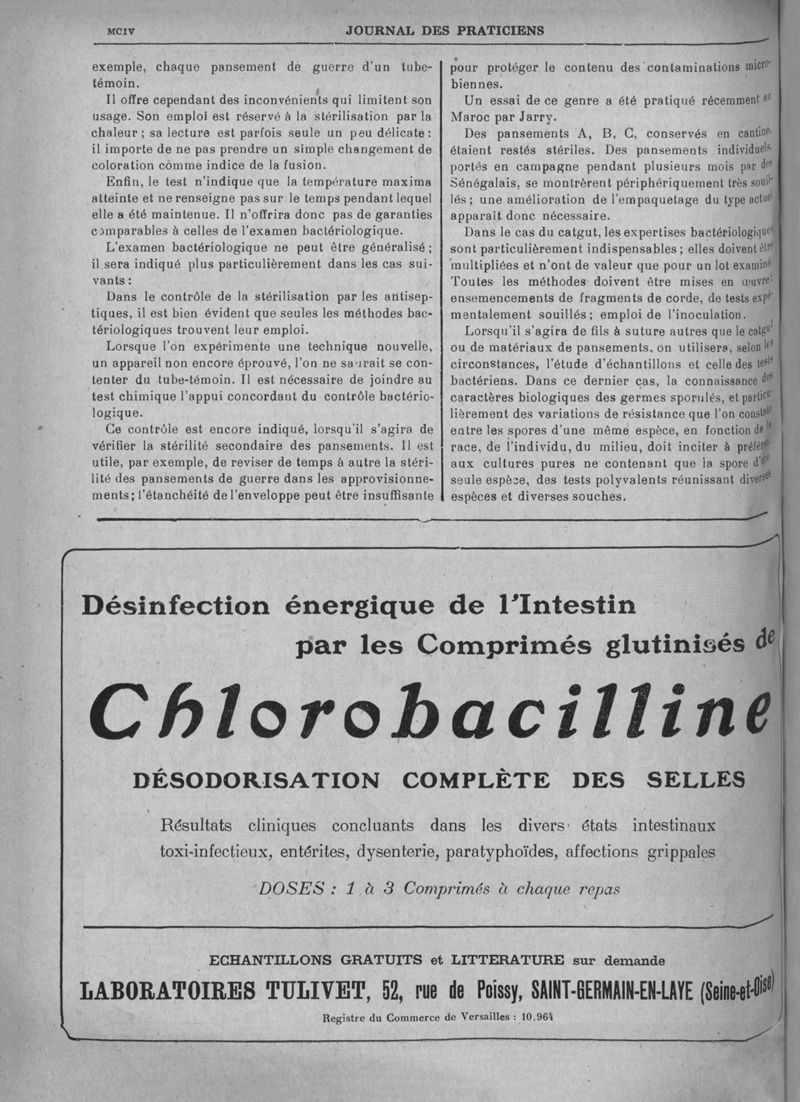 MCIV
JOURNAL DES PRATICIENS
exemple, chaque pansement de guerre d'un tube-
témoin.
Il offre cependant des inconvénients qui limitent son
usage. Son emploi est réservé à la stérilisation par la
chaleur ; sa lecture est parfois seule un peu délicate :
il importe de ne pas prendre un simple changement de
coloration comme indice de la fusion.
Enfin, le test n'indique que la température maxima
atteinte et ne renseigne pas sur le temps pendant lequel
elle a été maintenue. Il n'offrira donc pas de garanties
comparables à celles de l'examen bactériologique.
L'examen bactériologique ne peut être généralisé ;
il sera indiqué plus particulièrement dans les cas sui-
vants :
Dans le contrôle de la stérilisation par les antisep-
tiques, il est bien évident que seules les méthodes bac-
tériologiques trouvent leur emploi.
Lorsque l'on expérimente une technique nouvelle,
un appareil non encore éprouvé, l'on ne saurait se con-
tenter du tube-témoin. Il est nécessaire de joindre au
test chimique l'appui concordant du contrôle bactério-
logique.
Ce contrôle est encore indiqué, lorsqu'il s'agira de
vérifier la stérilité secondaire des pansements. Il est
utile, par exemple, de reviser de temps à autre la stéri-
lité des pansements de guerre dans les approvisionne-
ments ; l'étanchéité de l'enveloppe peut être insuffisante
pour protéger le contenu des contaminations micro-
biennes.
Un essai de ce genre a été pratiqué récemment au
Maroc par Jarry.
Des pansements A, B, C, conservés en cantine,
étaient restés stériles. Des pansements individuels,
portés en campagne pendant plusieurs mois par des
Sénégalais, se montrèrent périphériquement très souil-
lés ; une amélioration de l'empaquetage du type actuel
apparaît donc nécessaire.
Dans le cas du catgut, les expertises bactériologiques
sont particulièrement indispensables ; elles doivent être
multipliées et n'ont de valeur que pour un lot examiné.
Toutes les méthodes doivent être mises en œuvre :
ensemencements de fragments de corde, de tests expé-
rimentalement souillés ; emploi de l'inoculation.
Lorsqu'il s'agira de fils à suture autres que le catgut
ou de matériaux de pansements, on utilisera, selon les
circonstances, l'étude d'échantillons et celle des tests
bactériens. Dans ce dernier cas, la connaissance des
caractères biologiques des germes sporulés, et particu-
lièrement des variations de résistance que l'on constate
entre les spores d'une même espèce, en fonction de la
race, de l'individu, du milieu, doit inciter à préférer
aux cultures pures ne contenant que la spore d'une
seule espèce, des tests polyvalents réunissant diverses
espèces et diverses souches.
Désinfection énergique de l'Intestin
par les Comprimés glutinisés de
Chlorobacilline
DÉSODORISATION COMPLÈTE DES SELLES
Résultats cliniques concluants dans les divers états intestinaux
toxi-infectieux, entérites, dysenterie, paratyphoïdes, affections grippales
DOSES : 1 à 3 Comprimés à chaque repas
ECHANTILLONS GRATUITS et LITTERATURE sur demande
LABORATOIRES TULIVET, 52, rue de Poissy, SAINT-GERMAIN-EN-LAYE (Seine-et-Oise)
Registre du Commerce de Versailles : 10.964